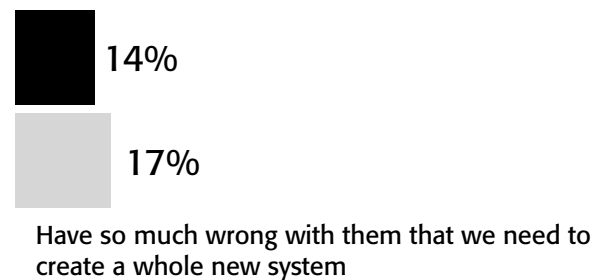 14%
17%
Have so much wrong with them that we need to
create a whole new system